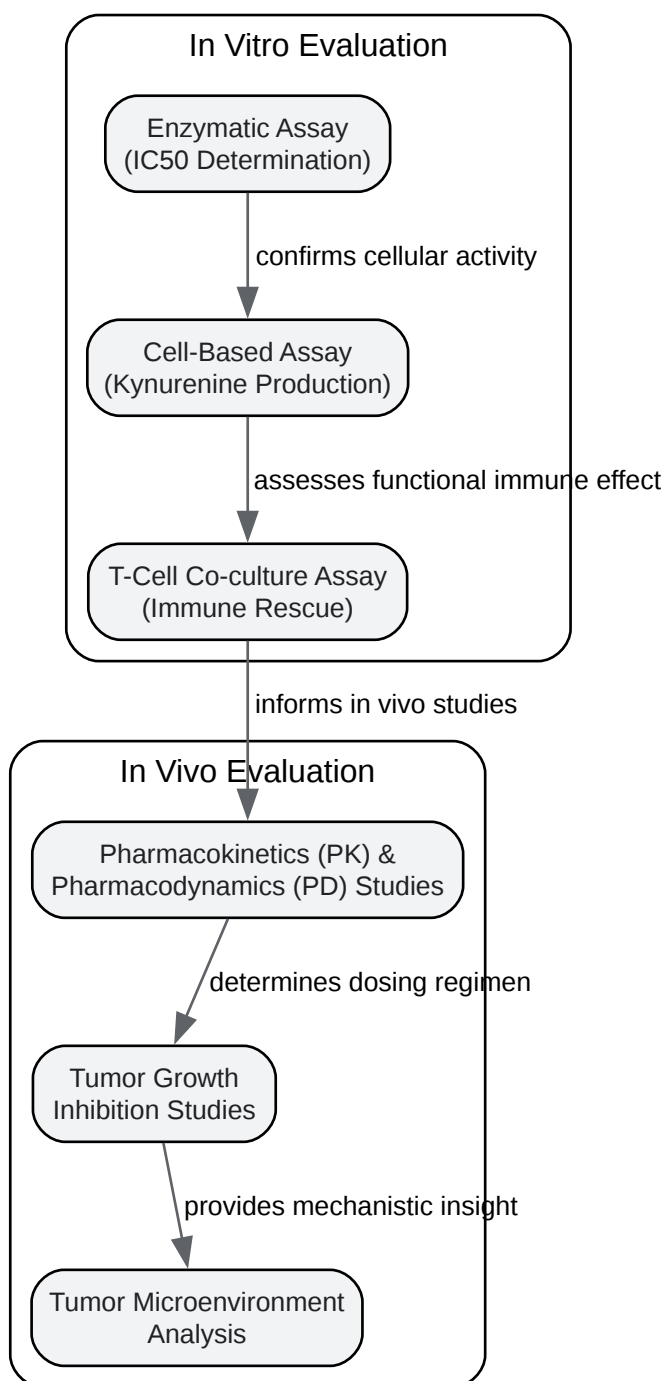 In Vitro Evaluation
Enzymatic Assay
(IC50 Determination)
confirms cellular activity
Cell-Based Assay
(Kynurenine Production)
assesses functional immune effect
T-Cell Co-culture Assay
(Immune Rescue)
informs in vivo studies
In Vivo Evaluation
Pharmacokinetics (PK) &
Pharmacodynamics (PD) Studies
determines dosing regimen
Tumor Growth
Inhibition Studies
provides mechanistic insight
Tumor Microenvironment
Analysis